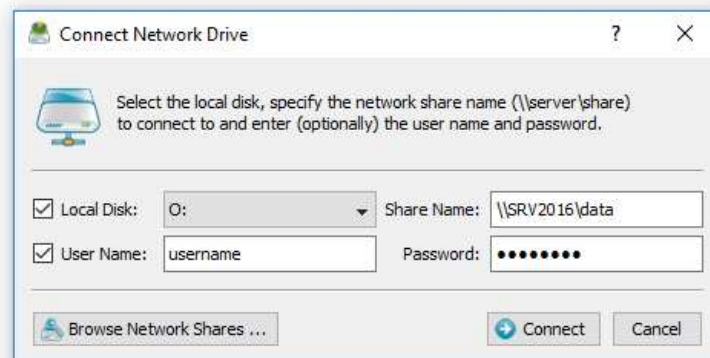 Connect Network Drive
?
Select the local disk, specify the network share name (\\server\share)
to connect to and enter (optionally) the user name and password.
Local Disk: O: Share Name: \\SRV2016\data
User Name: username Password: ●●●●●●●●
Browse Network Shares ... Connect Cancel